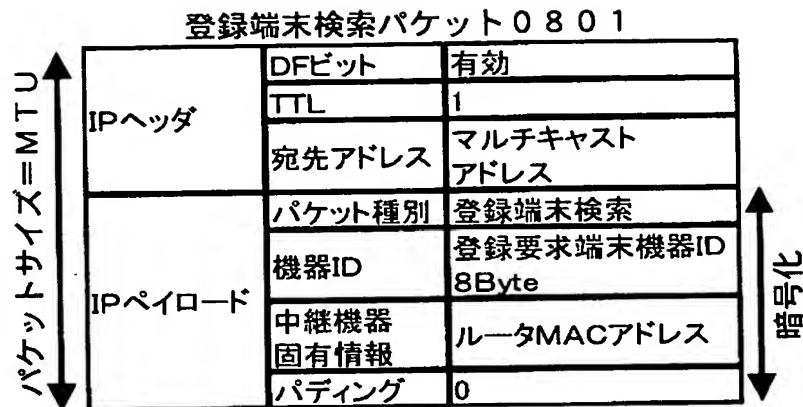 登録端末検索パケット0801
パケットサイズ=MTU
IPヘッダ
DFビット 有効
TTL 1
宛先アドレス マルチキャスト
アドレス
IPペイロード
パケット種別 登録端末検索
機器ID 登録要求端末機器ID
8Byte
中継機器
固有情報 ルータMACアドレス
パディング 0
暗号化